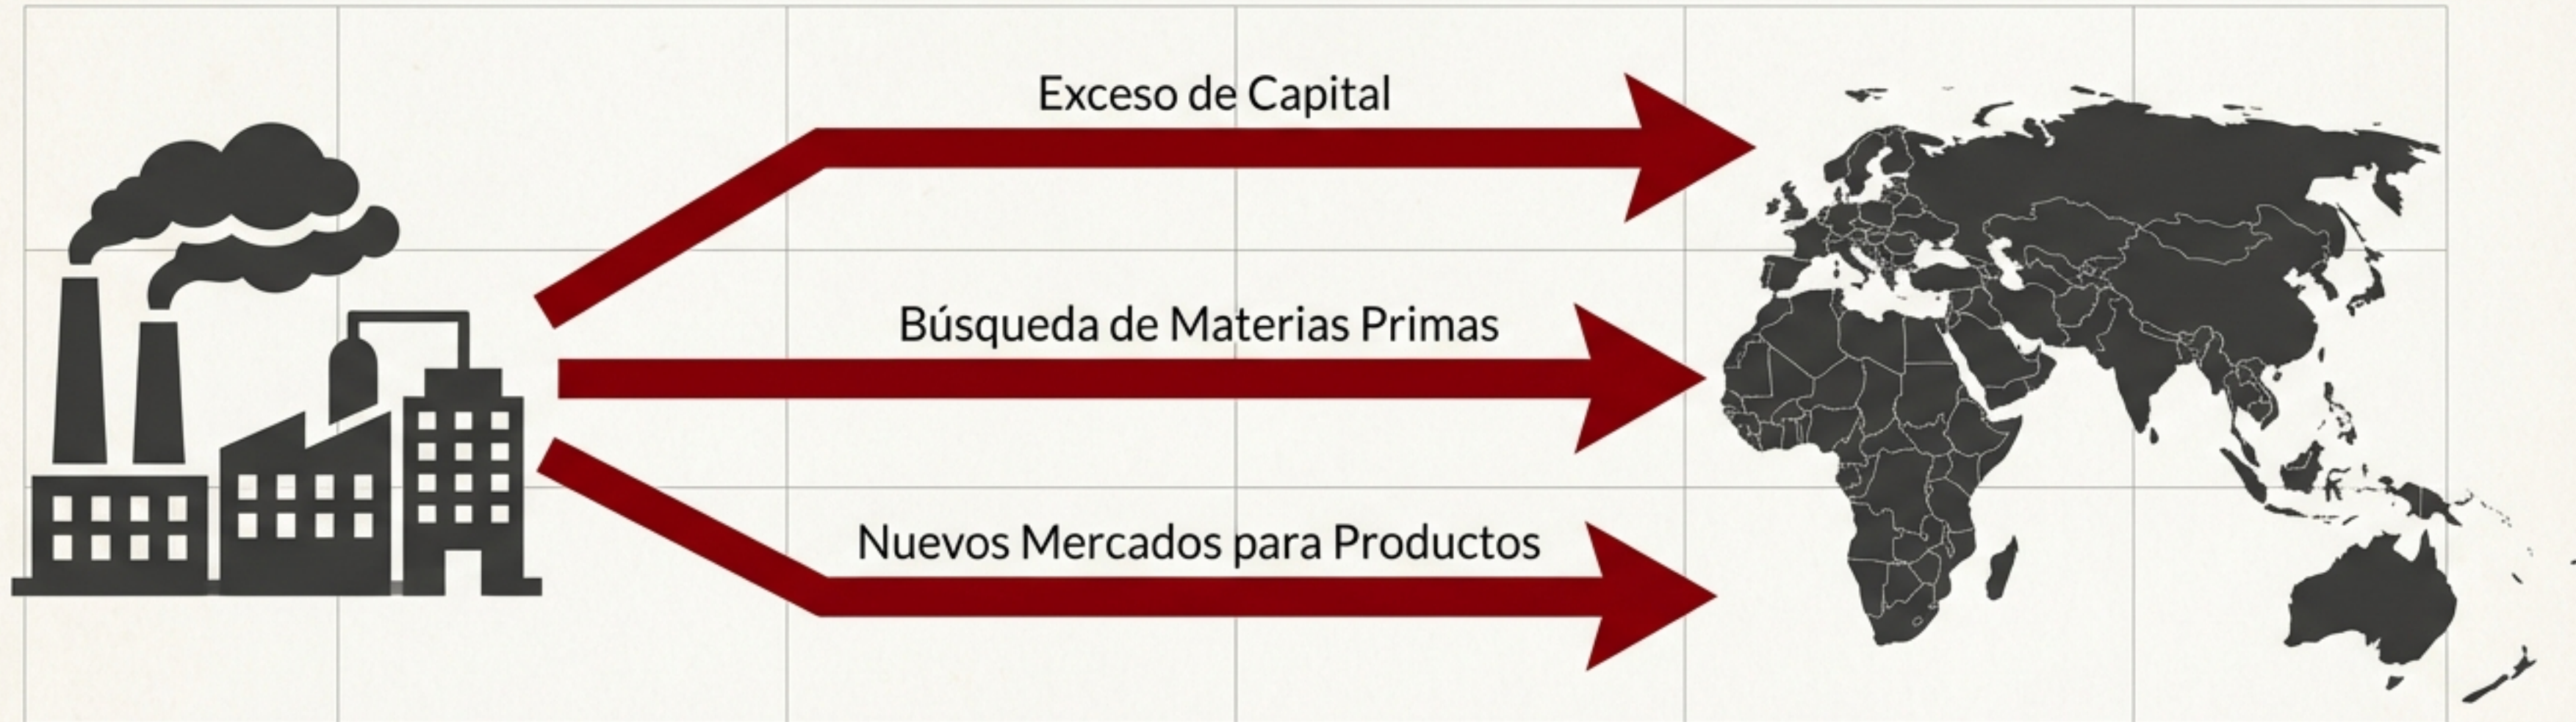 Exceso de Capital
Búsqueda de Materias Primas
Nuevos Mercados para Productos